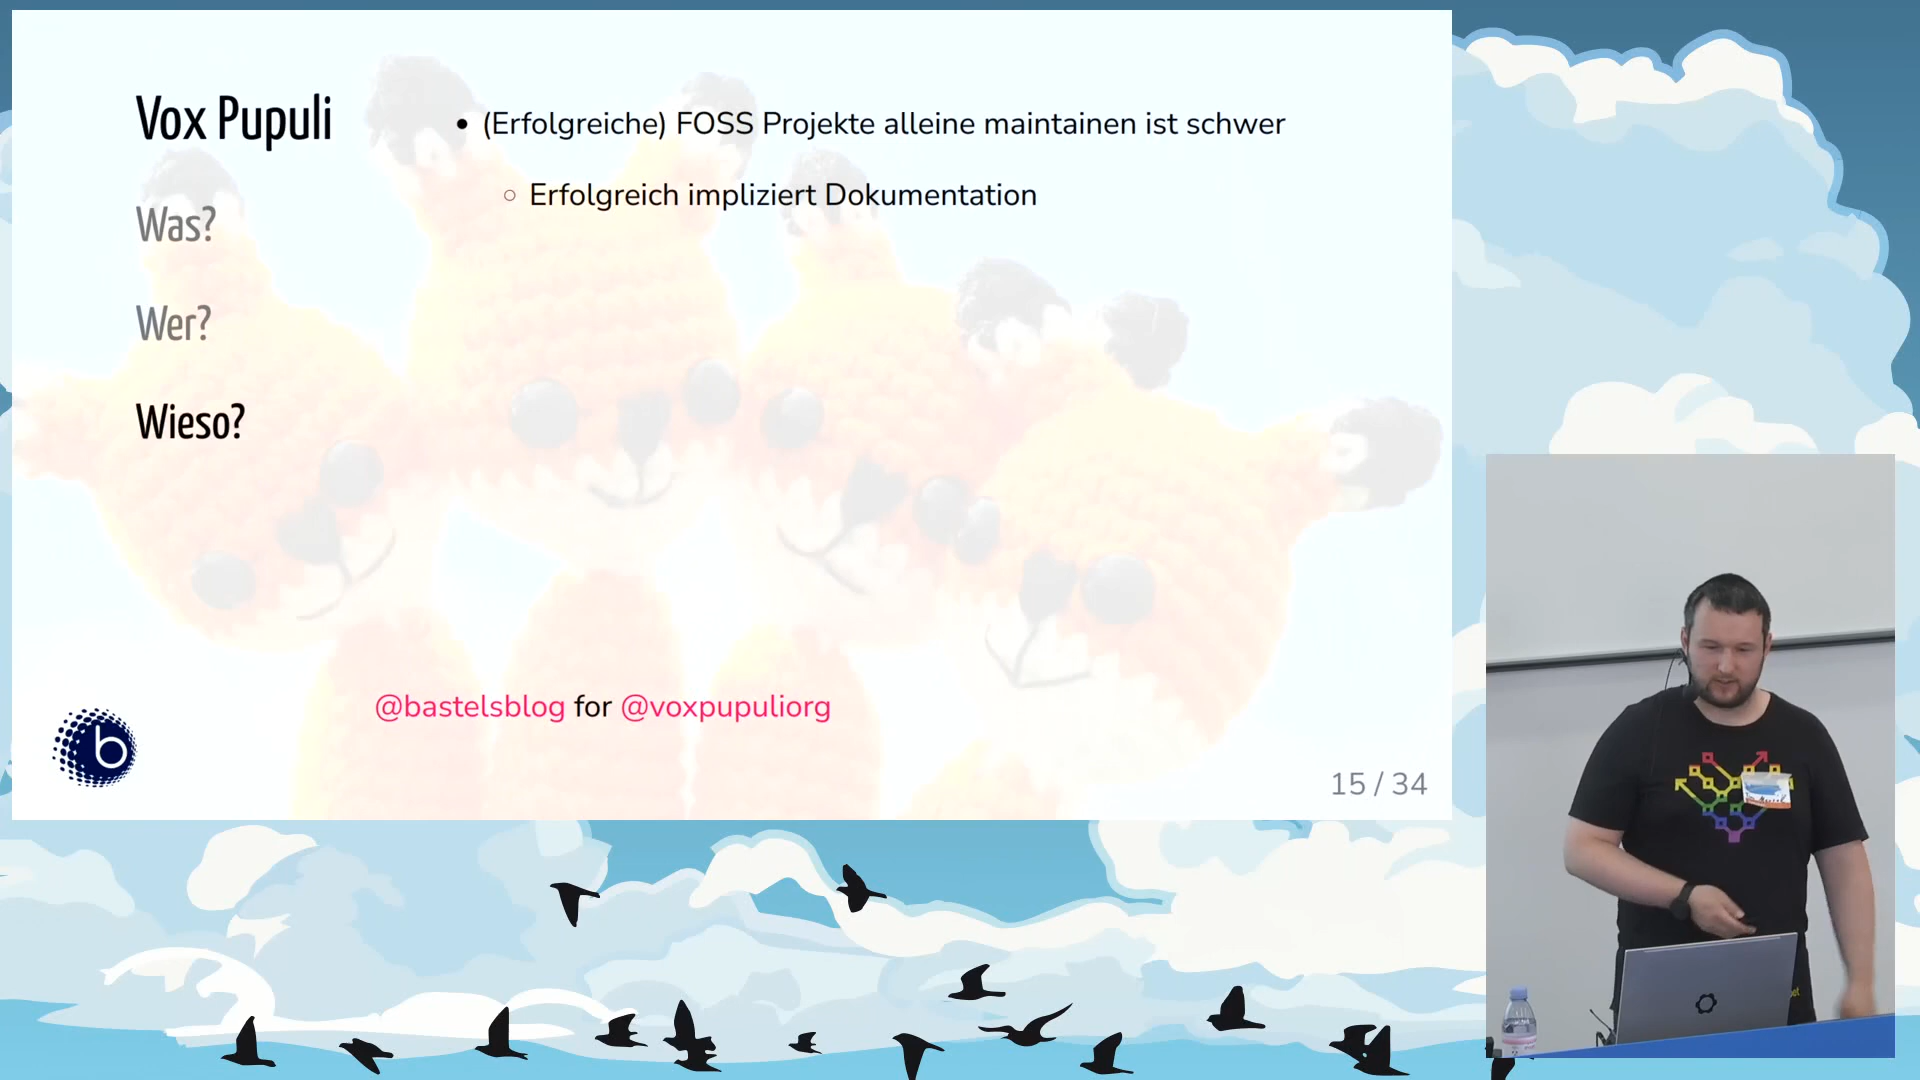 Vox Pupuli
Was?
Wer?
Wieso?
(Erfolgreiche) FOSS Projekte alleine maintainen ist schwer
Erfolgreich impliziert Dokumentation
@bastelsblog for @voxpupuliorg
b
15 / 34